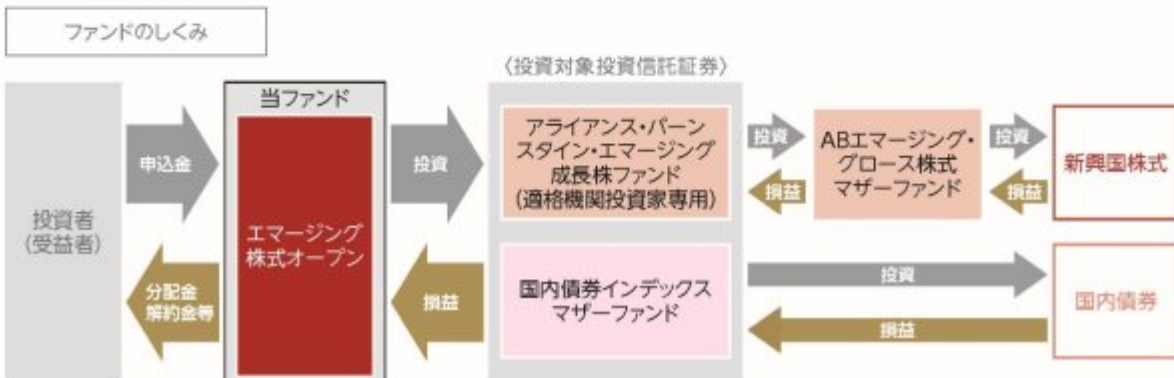 ファンドのしくみ
〈投資対象投資信託証券〉
投資者
(受益者)
申込金
分配金
解約金等
当ファンド
エマージング
株式オープン
投資
損益
アライアンス・バーン
スタイン・エマージング
成長株ファンド
(適格機関投資家専用)
国内債券インデックス
マザーファンド
投資
損益
ABエマージング・
グロース株式
マザーファンド
投資
損益
新興国株式
投資
損益
国内債券